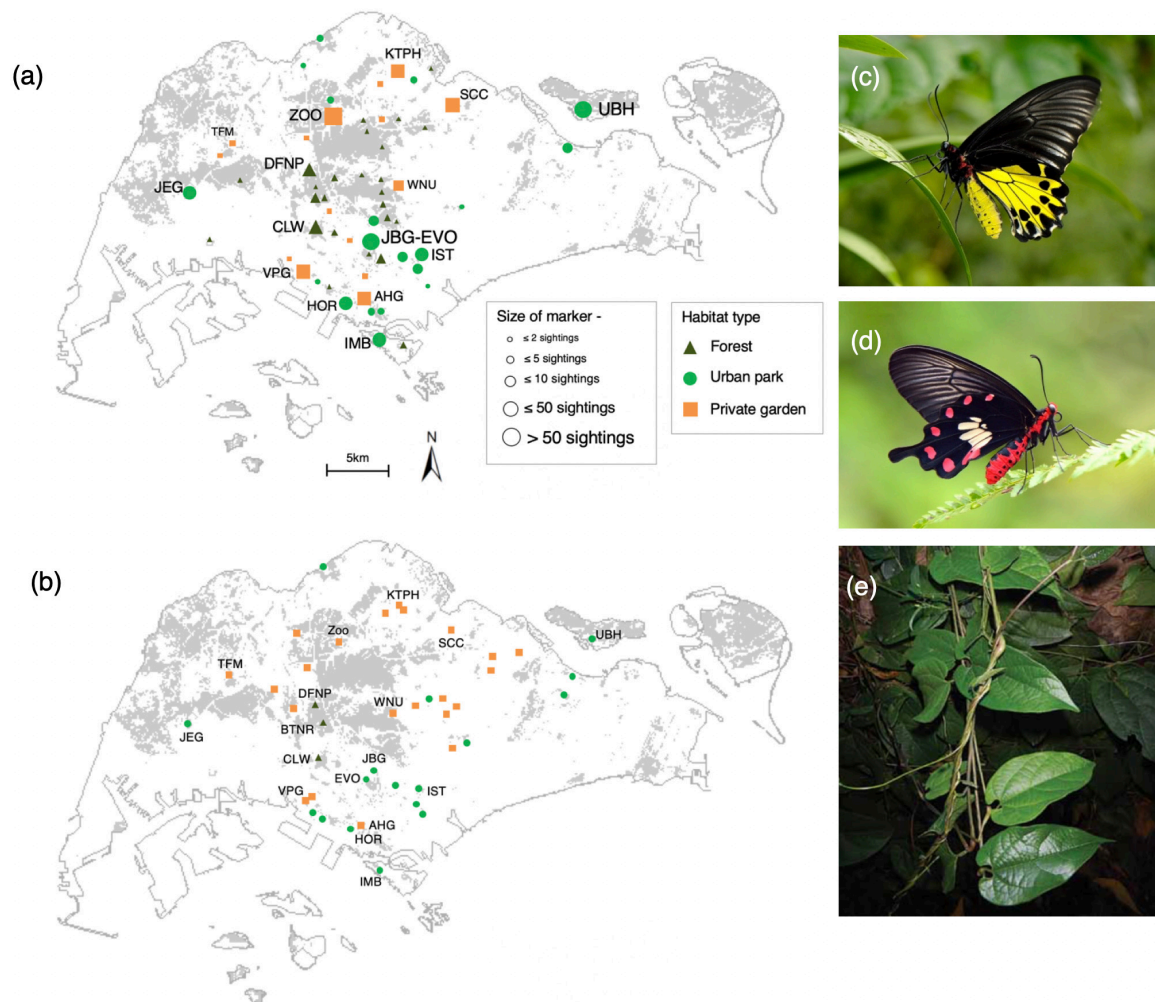 (a)
KTPH
SCC
ZOO
UBH
TFM
DFNP
JEG
WNU
CLW
JBG-EVO
IST
VPG
HOR
AHG
IMB
Size of marker -
≤ 2 sightings
≤ 5 sightings
≤ 10 sightings
≤ 50 sightings
> 50 sightings
Habitat type
Forest
Urban park
Private garden
5km
N
(b)
KTPH
Zoo
SCC
UBH
TFM
DFNP
WNU
BTNR
JEG
CLW
JBG
EVO
IST
VPG
AHG
HOR
IMB
(c)
(d)
(e)